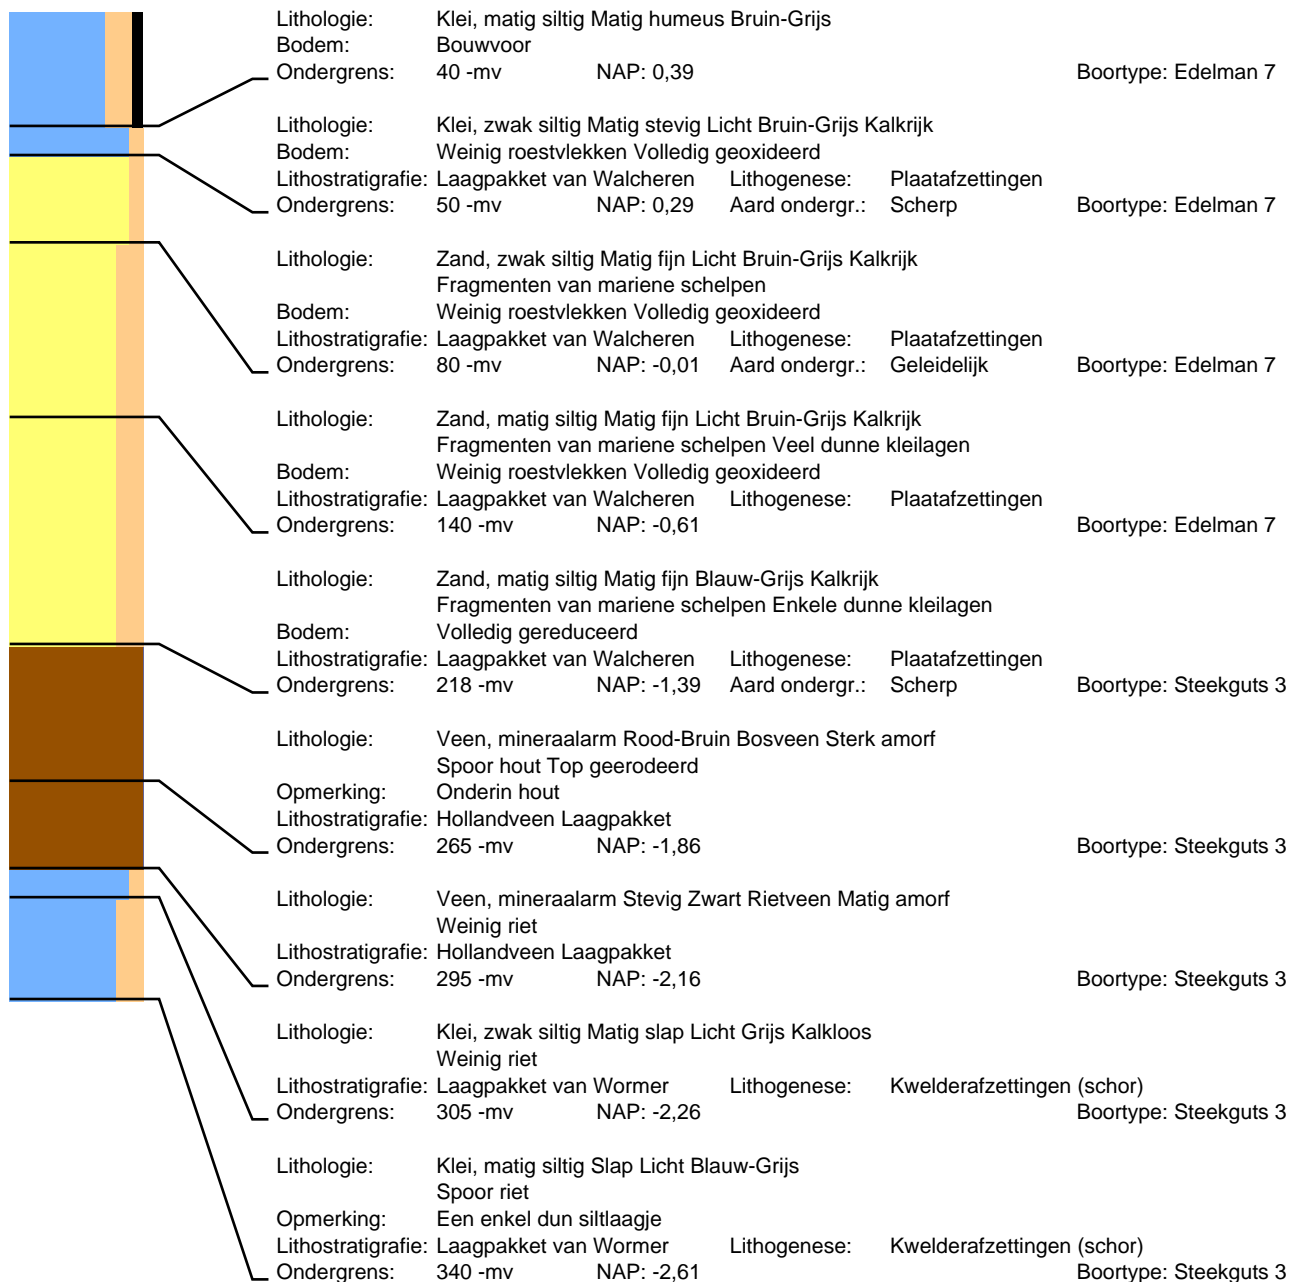 Lithologie: Klei, matig siltig Matig humeus Bruin-Grijs
Bodem: Bouwvoor
Ondergrens: 40 -mv NAP: 0,39 Boortype: Edelman 7
Lithologie: Klei, zwak siltig Matig stevig Licht Bruin-Grijs Kalkrijk
Bodem: Weinig roestvlekken Volledig geoxideerd
Lithostratigrafie: Laagpakket van Walcheren Lithogenese: Plaatafzettingen
Ondergrens: 50 -mv NAP: 0,29 Aard ondergr.: Scherp Boortype: Edelman 7
Lithologie: Zand, zwak siltig Matig fijn Licht Bruin-Grijs Kalkrijk
Fragmenten van mariene schelpen
Bodem: Weinig roestvlekken Volledig geoxideerd
Lithostratigrafie: Laagpakket van Walcheren Lithogenese: Plaatafzettingen
Ondergrens: 80 -mv NAP: -0,01 Aard ondergr.: Geleidelijk Boortype: Edelman 7
Lithologie: Zand, matig siltig Matig fijn Licht Bruin-Grijs Kalkrijk
Fragmenten van mariene schelpen Veel dunne kleilagen
Bodem: Weinig roestvlekken Volledig geoxideerd
Lithostratigrafie: Laagpakket van Walcheren Lithogenese: Plaatafzettingen
Ondergrens: 140 -mv NAP: -0,61 Boortype: Edelman 7
Lithologie: Zand, matig siltig Matig fijn Blauw-Grijs Kalkrijk
Fragmenten van mariene schelpen Enkele dunne kleilagen
Bodem: Volledig gereduceerd
Lithostratigrafie: Laagpakket van Walcheren Lithogenese: Plaatafzettingen
Ondergrens: 218 -mv NAP: -1,39 Aard ondergr.: Scherp Boortype: Steekguts 3
Lithologie: Veen, mineraalarm Rood-Bruin Bosveen Sterk amorf
Spoor hout Top geerodeerd
Opmerking: Onderin hout
Lithostratigrafie: Hollandveen Laagpakket
Ondergrens: 265 -mv NAP: -1,86 Boortype: Steekguts 3
Lithologie: Veen, mineraalarm Stevig Zwart Rietveen Matig amorf
Weinig riet
Lithostratigrafie: Hollandveen Laagpakket
Ondergrens: 295 -mv NAP: -2,16 Boortype: Steekguts 3
Lithologie: Klei, zwak siltig Matig slap Licht Grijs Kalkloos
Weinig riet
Lithostratigrafie: Laagpakket van Wormer Lithogenese: Kwelderafzettingen (schor)
Ondergrens: 305 -mv NAP: -2,26 Boortype: Steekguts 3
Lithologie: Klei, matig siltig Slap Licht Blauw-Grijs
Spoor riet
Opmerking: Een enkel dun siltlaagje
Lithostratigrafie: Laagpakket van Wormer Lithogenese: Kwelderafzettingen (schor)
Ondergrens: 340 -mv NAP: -2,61 Boortype: Steekguts 3